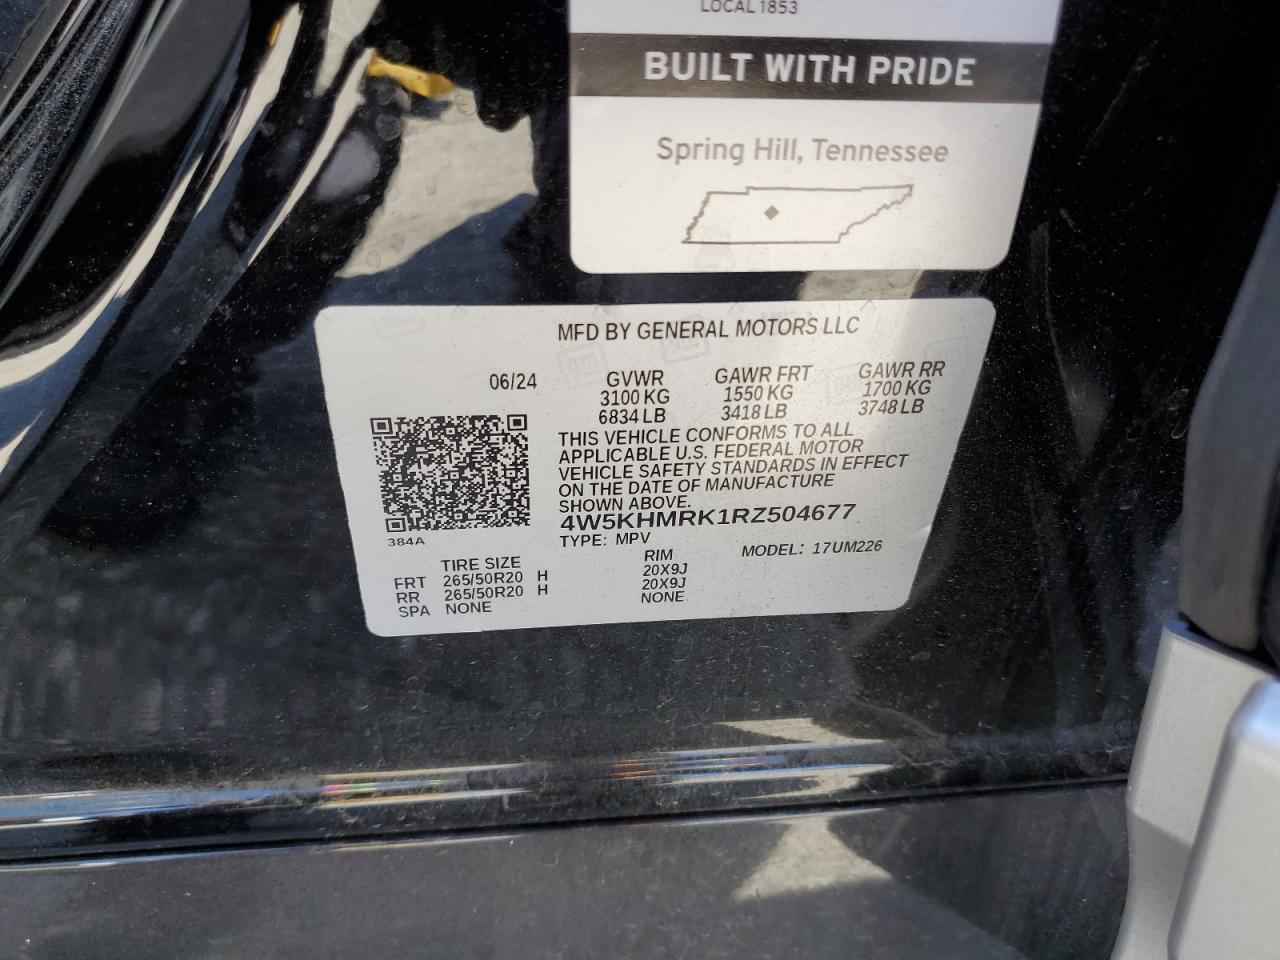 LOCAL 1853
BUILT WITH PRIDE
Spring Hill, Tennessee
MFD BY GENERAL MOTORS LLC
06/24 GVWR GAWR FRT GAWR RR
3100 KG 1550 KG 1700 KG
6834 LB 3418 LB 3748 LB
THIS VEHICLE CONFORMS TO ALL
APPLICABLE U.S. FEDERAL MOTOR
VEHICLE SAFETY STANDARDS IN EFFECT
ON THE DATE OF MANUFACTURE
SHOWN ABOVE.
4W5KHMRK1RZ504677
384A
TYPE: MPV MODEL: 17UM226
TIRE SIZE RIM
FRT 265/50R20 H 20X9J
RR 265/50R20 H 20X9J
SPA NONE NONE